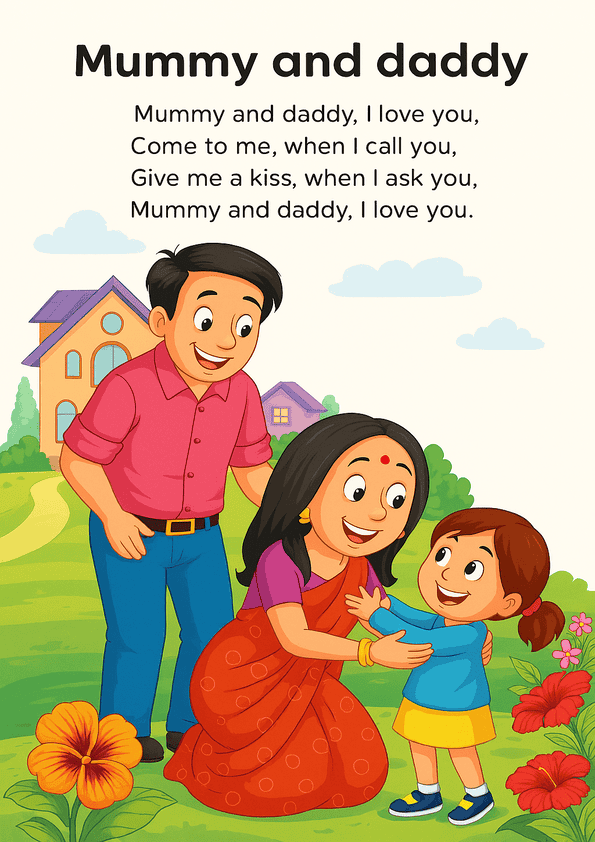 Mummy and daddy
Mummy and daddy, I love you,
Come to me, when I call you,
Give me a kiss, when I ask you,
Mummy and daddy, I love you.